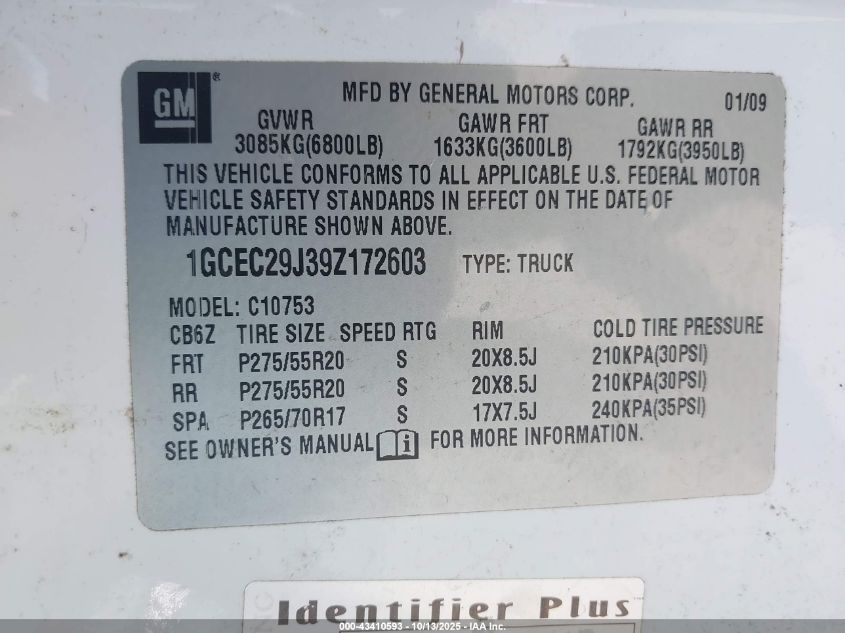 GM ®
MFD BY GENERAL MOTORS CORP. 01/09
GVWR GAWR FRT GAWR RR
3085KG(6800LB) 1633KG(3600LB) 1792KG(3950LB)
THIS VEHICLE CONFORMS TO ALL APPLICABLE U.S. FEDERAL MOTOR
VEHICLE SAFETY STANDARDS IN EFFECT ON THE DATE OF
MANUFACTURE SHOWN ABOVE.
1GCEC29J39Z172603 TYPE: TRUCK
MODEL: C10753
CB6Z TIRE SIZE SPEED RTG RIM COLD TIRE PRESSURE
FRT P275/55R20 S 20X8.5J 210KPA(30PSI)
RR P275/55R20 S 20X8.5J 210KPA(30PSI)
SPA P265/70R17 S 17X7.5J 240KPA(35PSI)
SEE OWNER'S MANUAL FOR MORE INFORMATION.
Identifier Plus
000-43410593 - 10/13/2025 - IAA Inc.